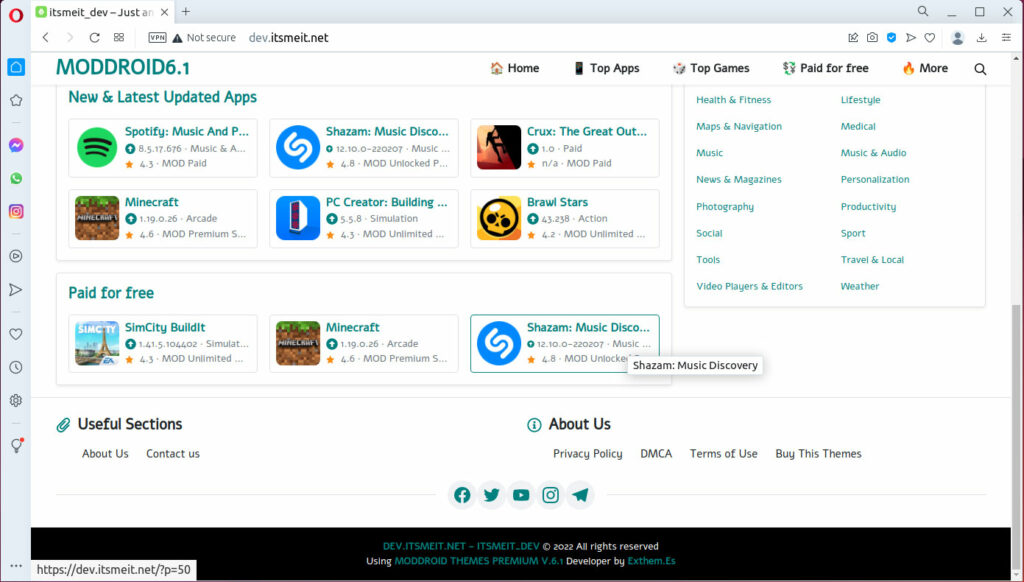 itsmeit_dev – Just an
VPN
Not secure
dev.itsmeit.net
MODDROID6.1
Home
Top Apps
Top Games
Paid for free
More
New & Latest Updated Apps
Spotify: Music And P...
8.5.17.676 · Music & A...
4.3 · MOD Paid
Shazam: Music Disco...
12.10.0-220207 · Music ...
4.8 · MOD Unlocked P...
Crux: The Great Out...
1.0 · Paid
n/a · MOD Paid
MINECRAFT
Minecraft
1.19.0.26 · Arcade
4.6 · MOD Premium S...
PC Creator: Building ...
5.5.8 · Simulation
4.3 · MOD Unlimited ...
Brawl Stars
43.238 · Action
4.2 · MOD Unlimited ...
Health & Fitness
Lifestyle
Maps & Navigation
Medical
Music
Music & Audio
News & Magazines
Personalization
Photography
Productivity
Social
Sport
Tools
Travel & Local
Video Players & Editors
Weather
Paid for free
SIMCITY
EA
SimCity BuildIt
1.41.5.104402 · Simulat...
4.3 · MOD Unlimited ...
MINECRAFT
Minecraft
1.19.0.26 · Arcade
4.6 · MOD Premium S...
Shazam: Music Disco...
12.10.0-220207 · Music ...
4.8 · MOD Unlocked
Shazam: Music Discovery
Useful Sections
About Us
Contact us
About Us
Privacy Policy
DMCA
Terms of Use
Buy This Themes
DEV.ITSMEIT.NET – ITSMEIT_DEV © 2022 All rights reserved
Using MODDROID THEMES PREMIUM V.6.1 Developer by Exthem.Es
https://dev.itsmeit.net/?p=50